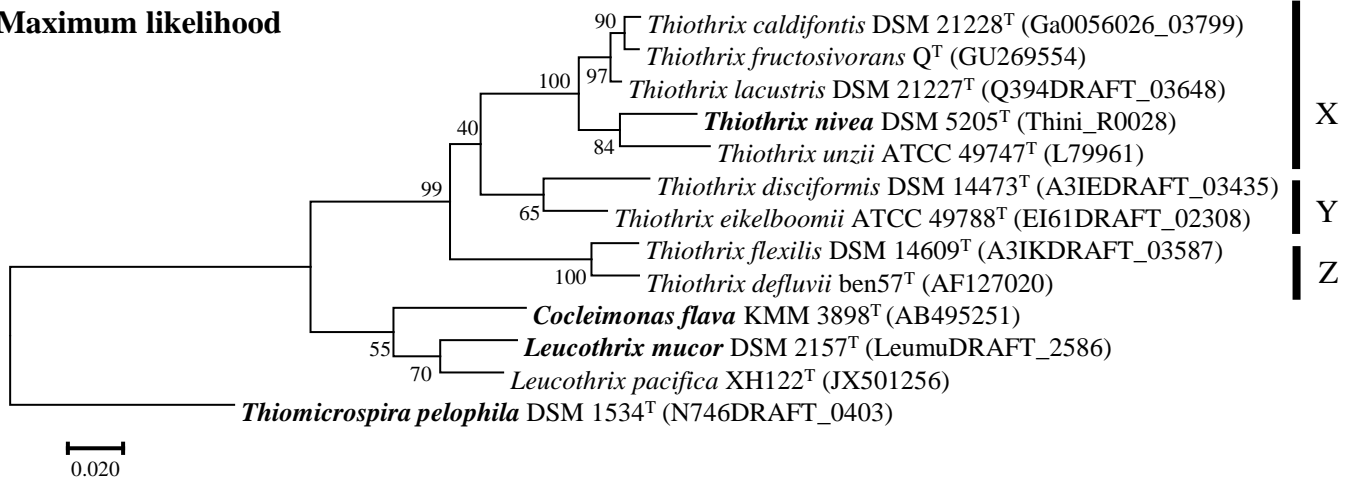 Maximum likelihood
90
Thiothrix caldifontis DSM 21228ᵀ (Ga0056026_03799)
Thiothrix fructosivorans Qᵀ (GU269554)
97
100
Thiothrix lacustris DSM 21227ᵀ (Q394DRAFT_03648)
X
Thiothrix nivea DSM 5205ᵀ (Thini_R0028)
40
84
Thiothrix unzii ATCC 49747ᵀ (L79961)
99
Thiothrix disciformis DSM 14473ᵀ (A3IEDRAFT_03435)
65
Thiothrix eikelboomii ATCC 49788ᵀ (EI61DRAFT_02308)
Y
Thiothrix flexilis DSM 14609ᵀ (A3IKDRAFT_03587)
100
Thiothrix defluvii ben57ᵀ (AF127020)
Z
Cocleimonas flava KMM 3898ᵀ (AB495251)
55
Leucothrix mucor DSM 2157ᵀ (LeumuDRAFT_2586)
70
Leucothrix pacifica XH122ᵀ (JX501256)
Thiomicrospira pelophila DSM 1534ᵀ (N746DRAFT_0403)
0.020